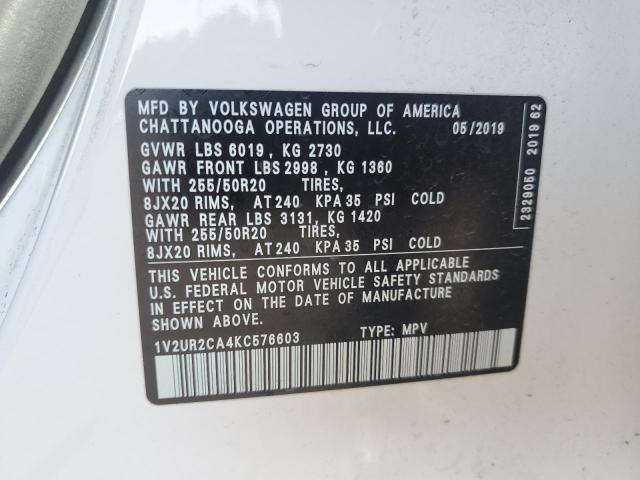 MFD BY VOLKSWAGEN GROUP OF AMERICA
CHATTANOOGA OPERATIONS, LLC. 05/2019
GVWR LBS 6019, KG 2730
GAWR FRONT LBS 2998, KG 1360
WITH 255/50R20 TIRES,
8JX20 RIMS, AT 240 KPA 35 PSI COLD
GAWR REAR LBS 3131, KG 1420
WITH 255/50R20 TIRES,
8JX20 RIMS, AT 240 KPA 35 PSI COLD
THIS VEHICLE CONFORMS TO ALL APPLICABLE
U.S. FEDERAL MOTOR VEHICLE SAFETY STANDARDS
IN EFFECT ON THE DATE OF MANUFACTURE
SHOWN ABOVE.
1V2UR2CA4KC576603 TYPE: MPV
2329050 2019 62